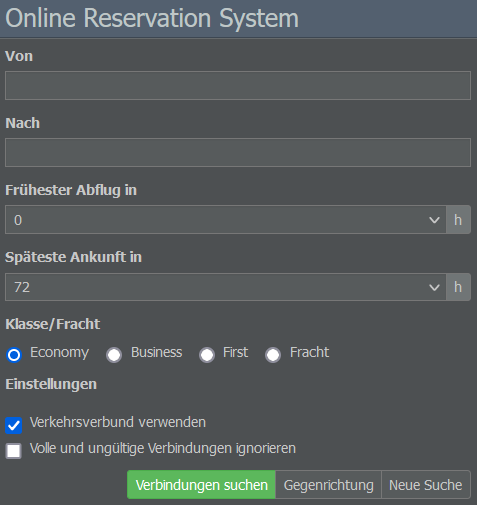 Online Reservation System
Von
Nach
Frühester Abflug in
0 h
Späteste Ankunft in
72 h
Klasse/Fracht
Economy Business First Fracht
Einstellungen
Verkehrsverbund verwenden
Volle und ungültige Verbindungen ignorieren
Verbindungen suchen Gegenrichtung Neue Suche